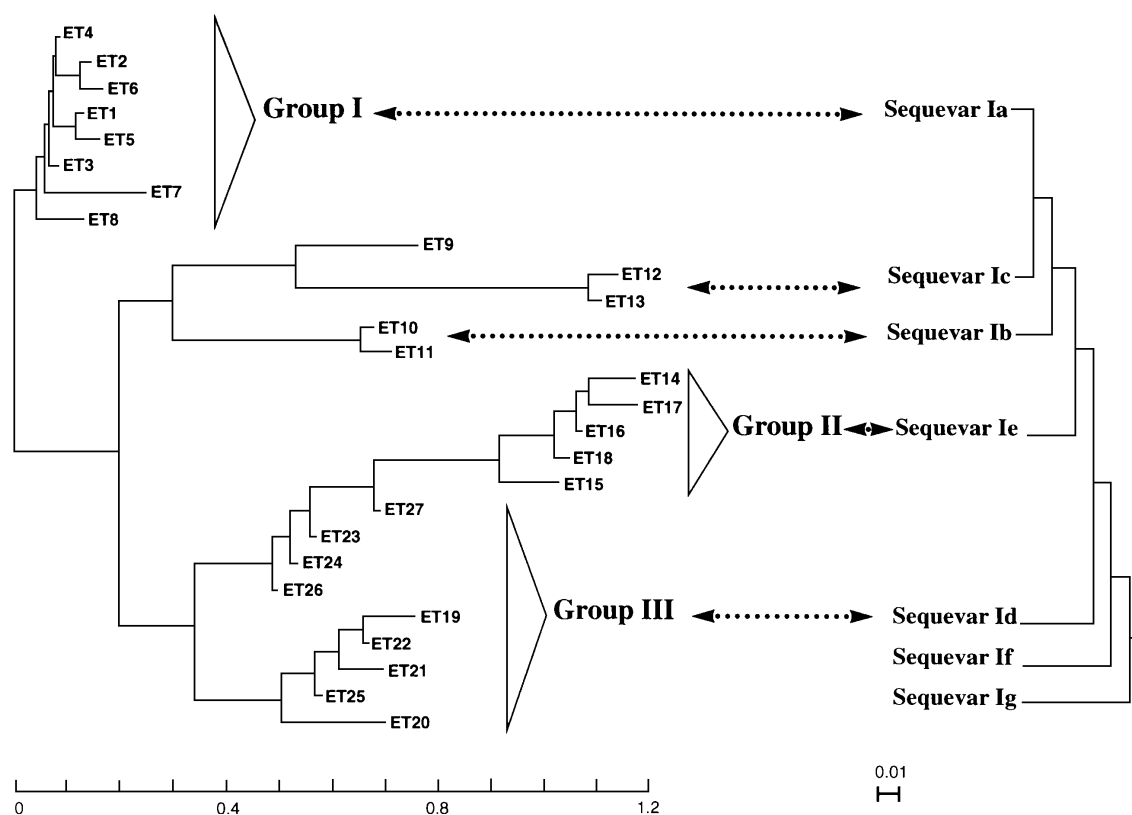 ET4
ET2
ET6
ET1
ET5
ET3
ET7
ET8
Group I
Sequevar Ia
ET9
ET12
ET13
Sequevar Ic
ET10
ET11
Sequevar Ib
ET14
ET17
ET16
ET18
ET15
Group II
Sequevar Ie
ET27
ET23
ET24
ET26
ET19
ET22
ET21
ET25
ET20
Group III
Sequevar Id
Sequevar If
Sequevar Ig
0 0.4 0.8 1.2
0.01